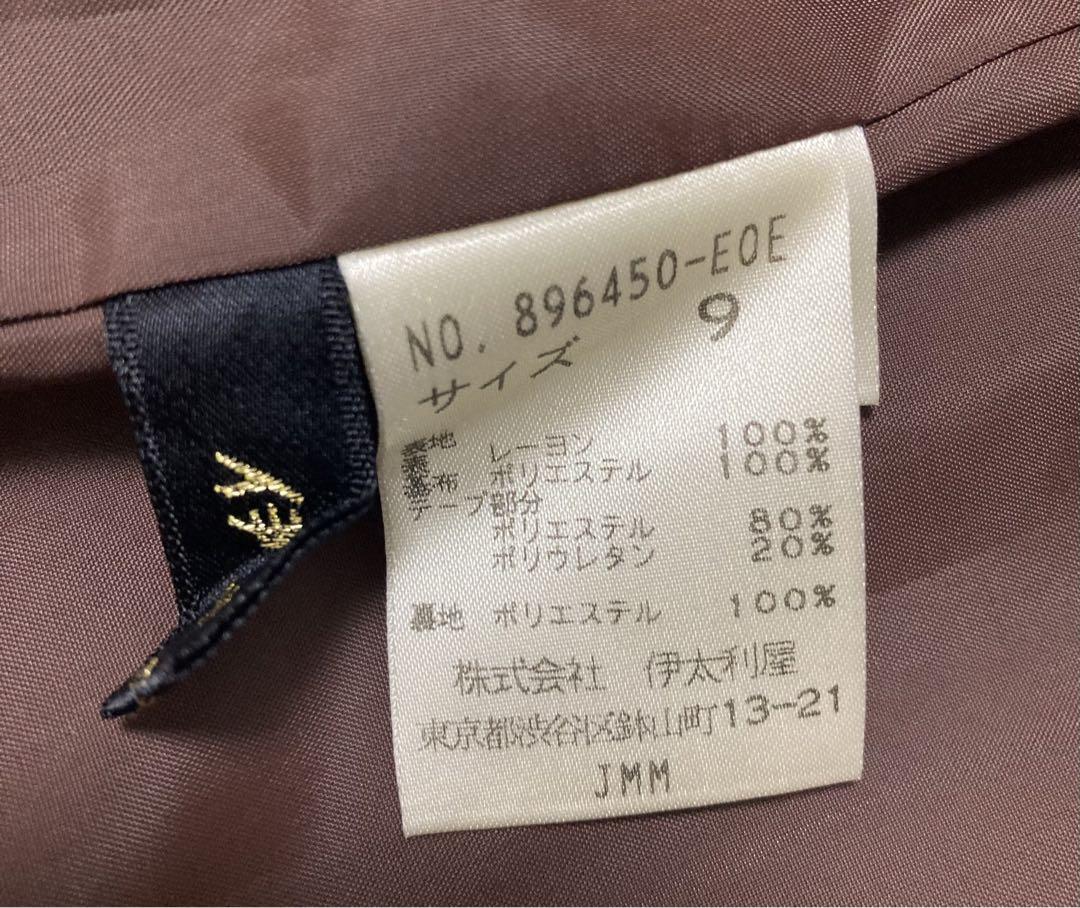 NO. 896450-E0E
サイズ 9
表地 レーヨン 100%
ポリエステル 100%
テープ部分
ポリエステル 80%
ポリウレタン 20%
裏地 ポリエステル 100%
株式会社 伊太利屋
東京都渋谷区鉢山町13-21
JMM
EY